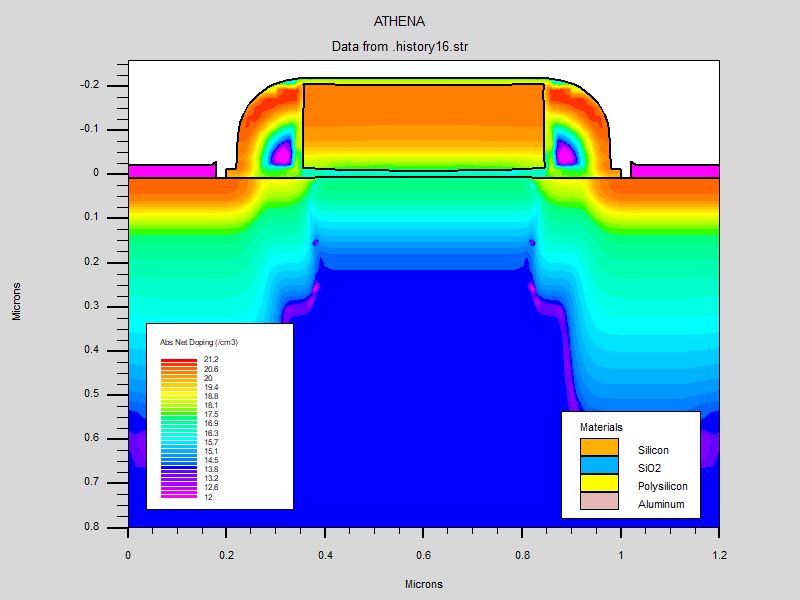 ATHENA
Data from .history16.str
-0.2
-0.1
0
0.1
0.2
0.3
0.4
0.5
0.6
0.7
0.8
Microns
Abs Net Doping (/cm3)
21.2
20.6
20
19.4
18.8
18.1
17.5
16.9
16.3
15.7
15.1
14.5
13.8
13.2
12.6
12
Materials
Silicon
SiO2
Polysilicon
Aluminum
0 0.2 0.4 0.6 0.8 1 1.2
Microns